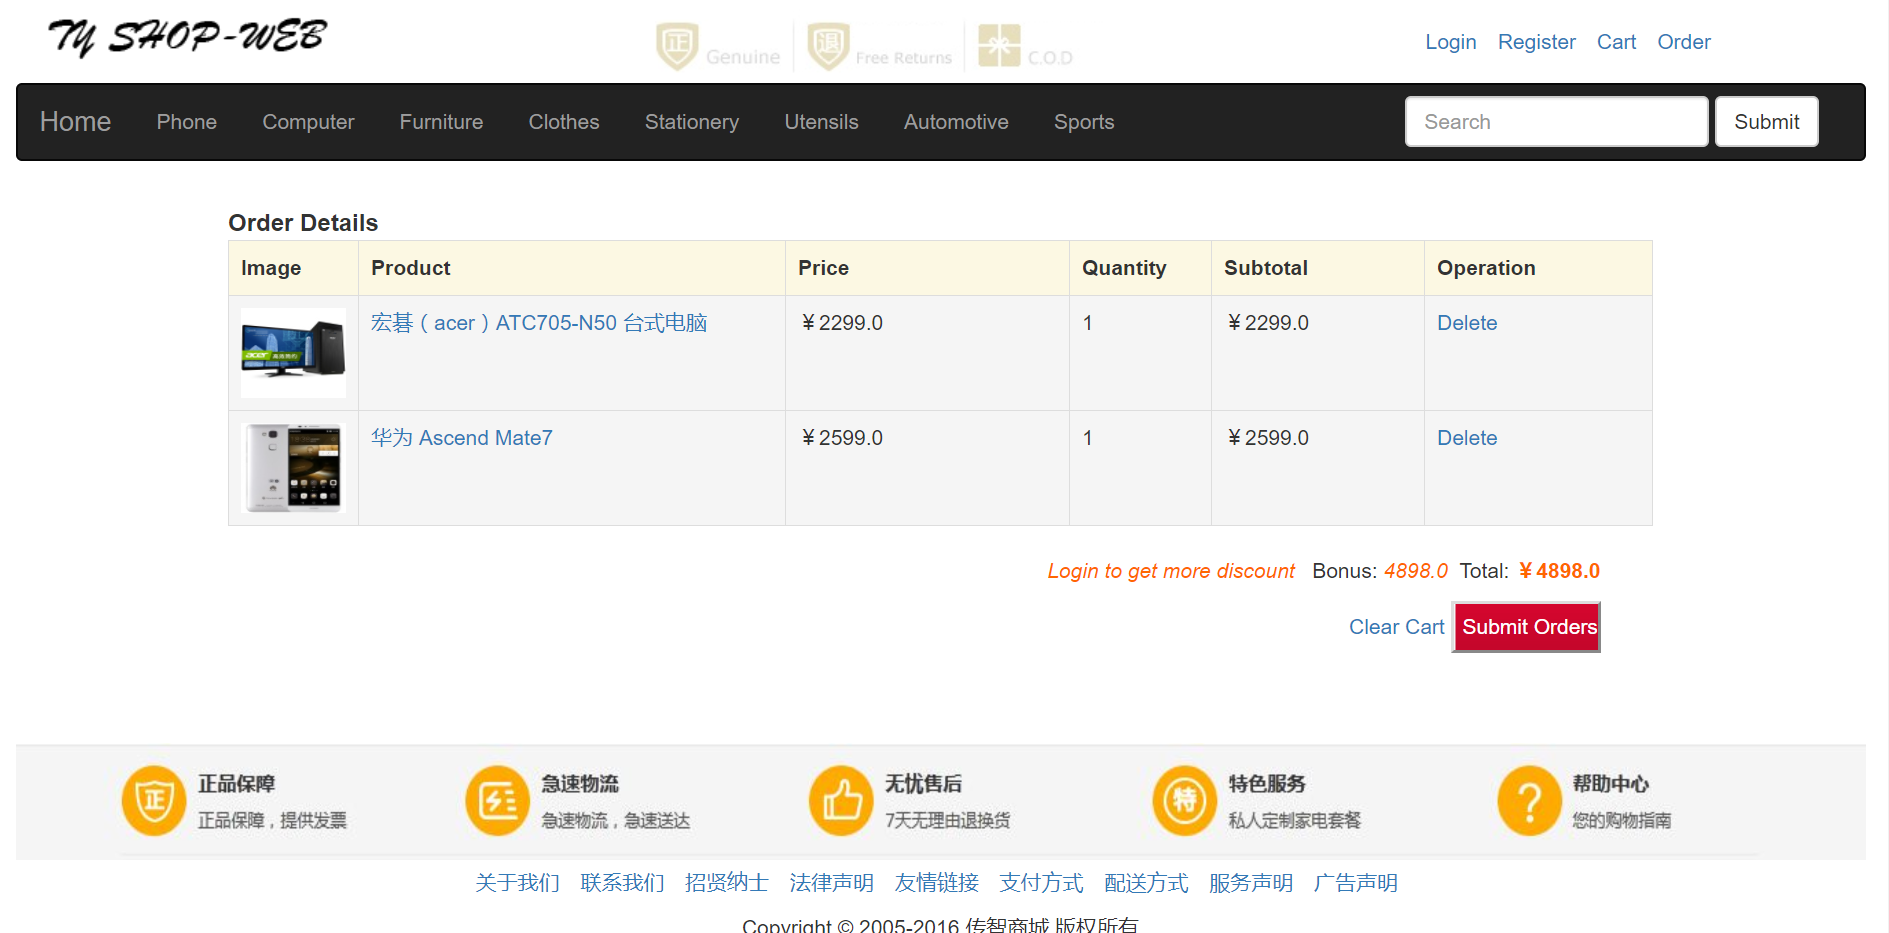 TY SHOP-WEB
正 Genuine 退 Free Returns C.O.D
Login Register Cart Order
Home Phone Computer Furniture Clothes Stationery Utensils Automotive Sports Search Submit
Order Details
Image Product Price Quantity Subtotal Operation
宏碁（acer）ATC705-N50 台式电脑 ¥2299.0 1 ¥2299.0 Delete
acer
华为 Ascend Mate7 ¥2599.0 1 ¥2599.0 Delete
Login to get more discount Bonus: 4898.0 Total: ¥4898.0
Clear Cart Submit Orders
正 正品保障 急速物流 无忧售后 特 特色服务 ? 帮助中心
正品保障，提供发票 急速物流，急速送达 7天无理由退换货 私人定制家电套餐 您的购物指南
关于我们 联系我们 招贤纳士 法律声明 友情链接 支付方式 配送方式 服务声明 广告声明
Copyright © 2005-2016 传智商城 版权所有